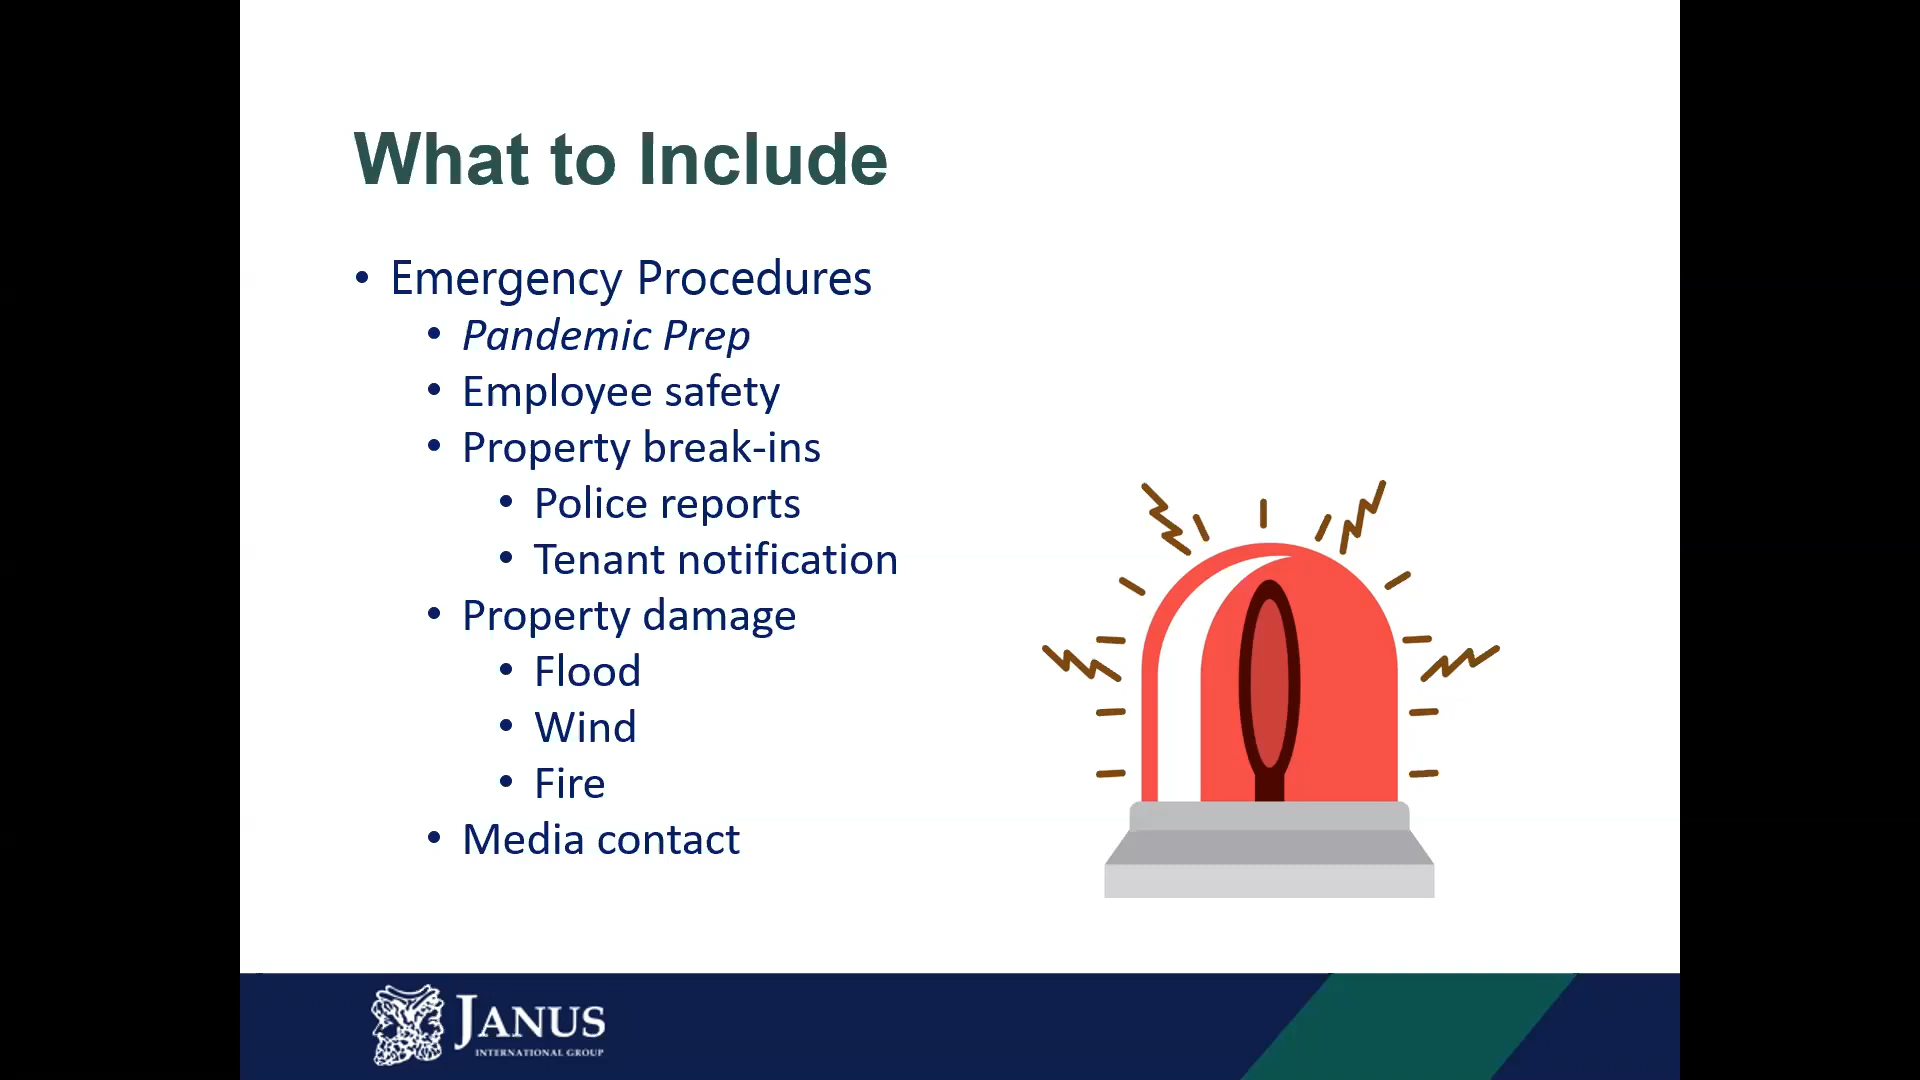 What to Include
• Emergency Procedures
• Pandemic Prep
• Employee safety
• Property break-ins
• Police reports
• Tenant notification
• Property damage
• Flood
• Wind
• Fire
• Media contact
JANUS
INTERNATIONAL GROUP